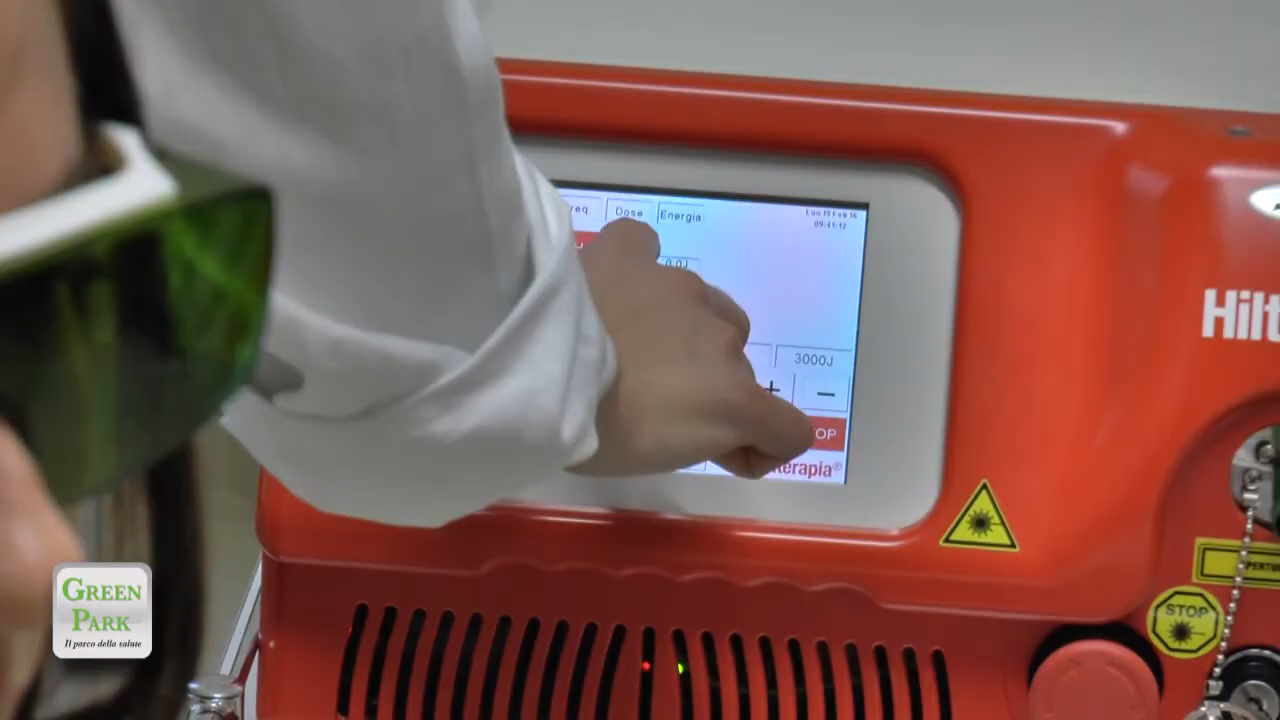 req. Dose Energia
Lun 15 Feb 16
09:41:12
0.0J
3000J
+ −
OP
terapia®
Hilt
STOP
GREEN
PARK
Il parco della salute